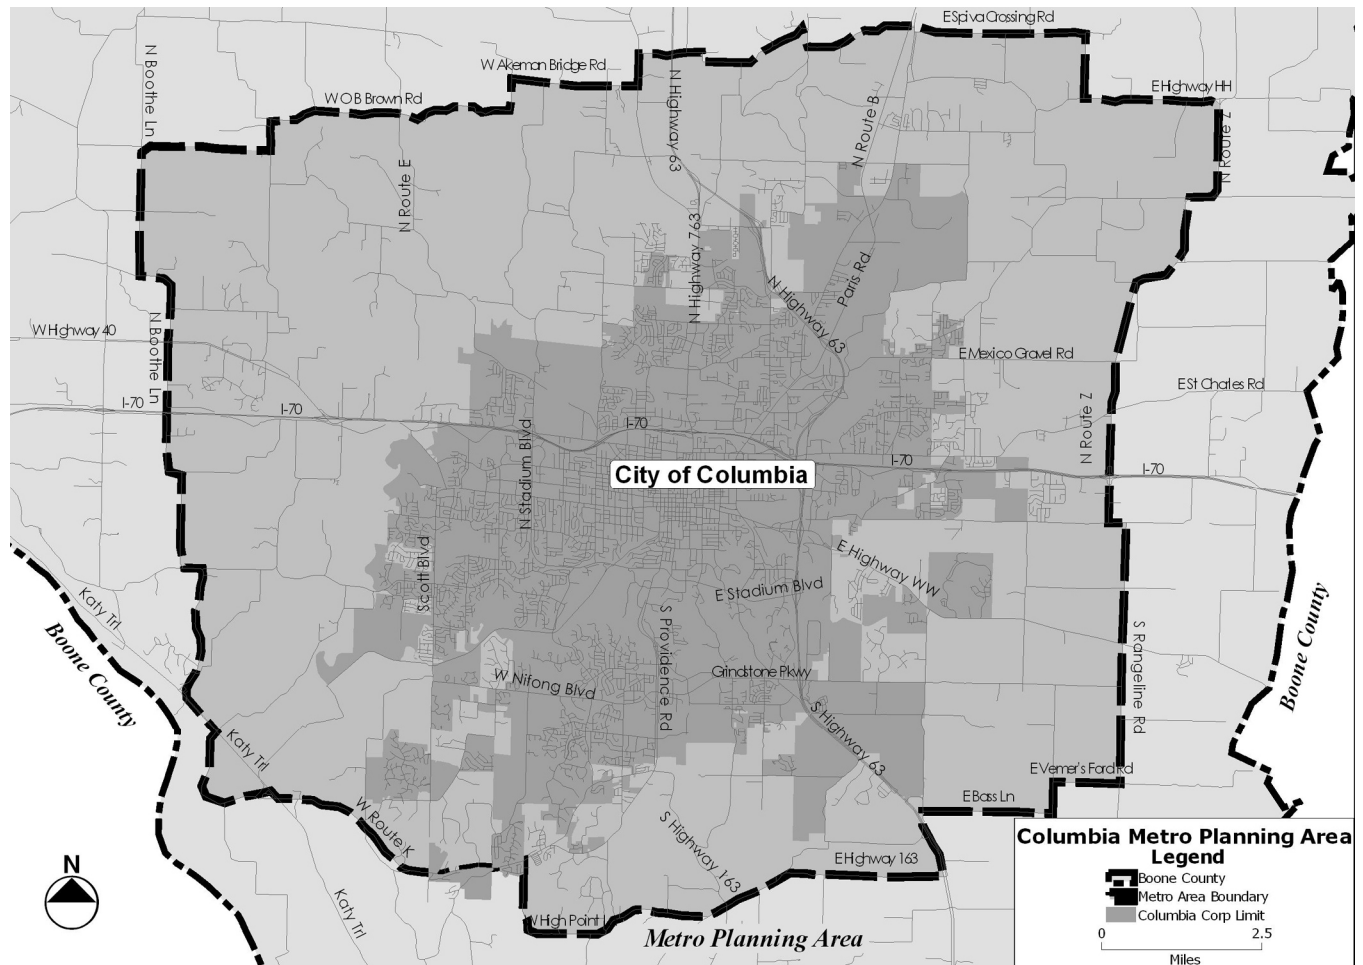 E Spiva Crossing Rd
N Boothe Ln
W Akeman Bridge Rd
N Highway 63
E Highway HH
W O B Brown Rd
N Route B
N Route Z
N Route E
N Highway 763
Paris Rd
N Highway 63
W Highway 40
N Boothe Ln
E Mexico Gravel Rd
E St Charles Rd
I-70
I-70
I-70
N Route Z
N Stadium Blvd
City of Columbia
I-70
I-70
Scott Blvd
E Highway WW
E Stadium Blvd
Katy Trl
Boone County
S Providence Rd
S Rangeline Rd
Boone County
Grindstone Pkwy
W Nifong Blvd
S Highway 63
Katy Trl
E Verner's Ford Rd
E Bass Ln
W Route K
S Highway 163
E Highway 163
Katy Trl
W High Point
Metro Planning Area
N
Columbia Metro Planning Area
Legend
Boone County
Metro Area Boundary
Columbia Corp Limit
0 2.5
Miles